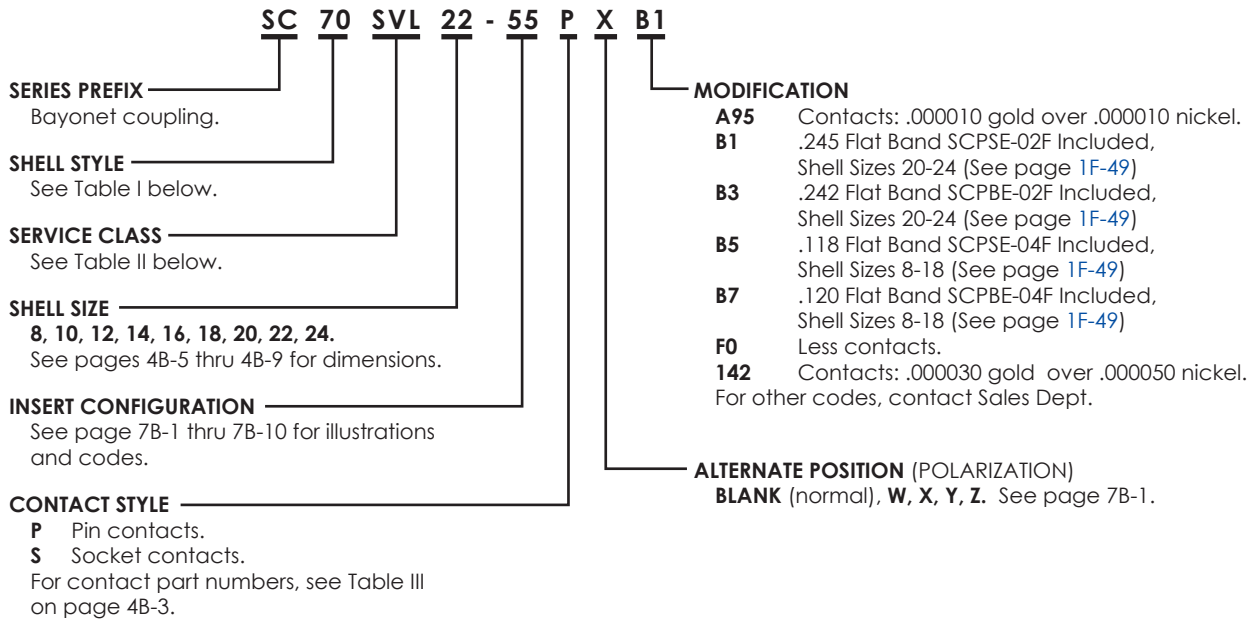 SC 70 SVL 22 - 55 P X B1
SERIES PREFIX
Bayonet coupling.
SHELL STYLE
See Table I below.
SERVICE CLASS
See Table II below.
SHELL SIZE
8, 10, 12, 14, 16, 18, 20, 22, 24.
See pages 4B-5 thru 4B-9 for dimensions.
INSERT CONFIGURATION
See page 7B-1 thru 7B-10 for illustrations
and codes.
CONTACT STYLE
P Pin contacts.
S Socket contacts.
For contact part numbers, see Table III
on page 4B-3.
MODIFICATION
A95 Contacts: .000010 gold over .000010 nickel.
B1 .245 Flat Band SCPSE-02F Included,
Shell Sizes 20-24 (See page 1F-49)
B3 .242 Flat Band SCPBE-02F Included,
Shell Sizes 20-24 (See page 1F-49)
B5 .118 Flat Band SCPSE-04F Included,
Shell Sizes 8-18 (See page 1F-49)
B7 .120 Flat Band SCPBE-04F Included,
Shell Sizes 8-18 (See page 1F-49)
F0 Less contacts.
142 Contacts: .000030 gold over .000050 nickel.
For other codes, contact Sales Dept.
ALTERNATE POSITION (POLARIZATION)
BLANK (normal), W, X, Y, Z. See page 7B-1.